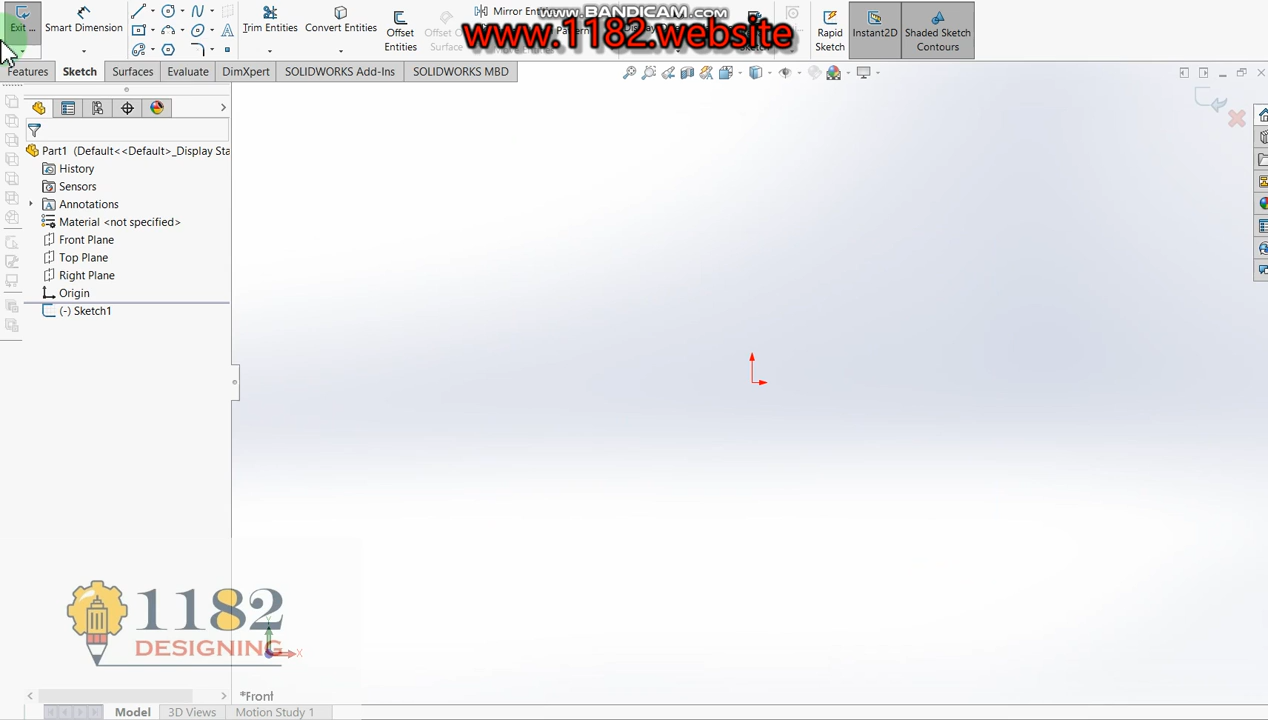 www.BANDICAM.com
www.1182.website
Exit ...
Smart Dimension
Trim Entities
Convert Entities
Offset Entities
Offset
Surface
Mirror Entities
Rapid Sketch
Instant2D
Shaded Sketch Contours
Features
Sketch
Surfaces
Evaluate
DimXpert
SOLIDWORKS Add-Ins
SOLIDWORKS MBD
Part1 (Default<<Default>_Display Sta
History
Sensors
Annotations
Material <not specified>
Front Plane
Top Plane
Right Plane
Origin
(-) Sketch1
1182
DESIGNING
Y
X
*Front
Model
3D Views
Motion Study 1